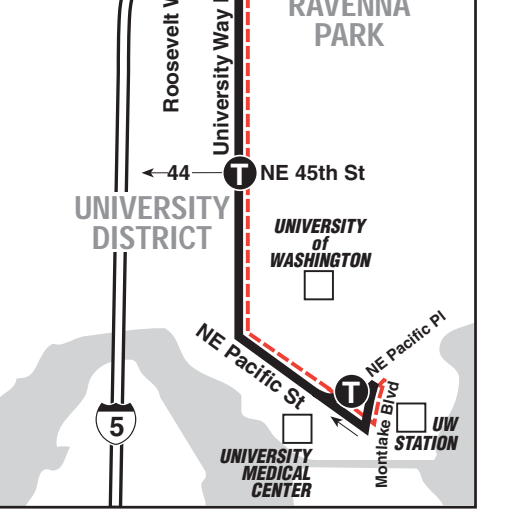 RAVENNA
PARK
Roosevelt
University Way
44
T
NE 45th St
UNIVERSITY
DISTRICT
UNIVERSITY
of
WASHINGTON
NE Pacific St
NE Pacific Pl
T
Montlake Blvd
5
UW
STATION
UNIVERSITY
MEDICAL
CENTER